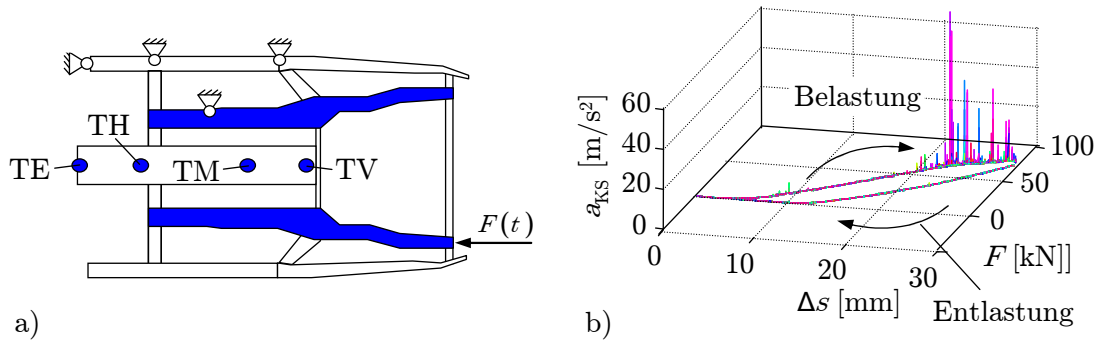 TE
TH
TM
TV
F(t)
a)
60
40
20
0
a_KS [m/s²]
Belastung
100
50
0
F [kN]]
0
10
20
30
Δs [mm]
Entlastung
b)